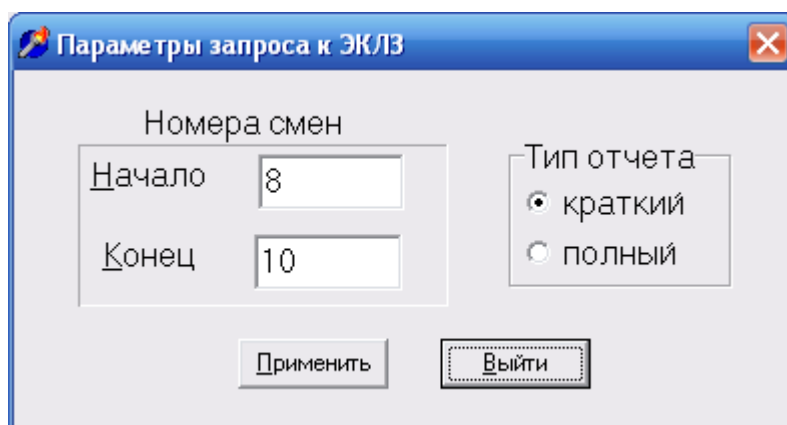 Параметры запроса к ЭКЛЗ
Номера смен
Начало 8
Конец 10
Тип отчета
краткий
полный
Применить Выйти